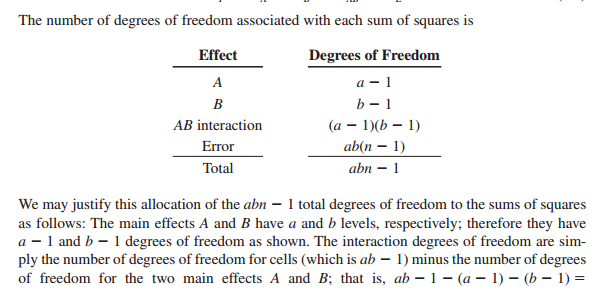 The number of degrees of freedom associated with each sum of squares is
Effect Degrees of Freedom
A a − 1
B b − 1
AB interaction (a − 1)(b − 1)
Error ab(n − 1)
Total abn − 1
We may justify this allocation of the abn − 1 total degrees of freedom to the sums of squares
as follows: The main effects A and B have a and b levels, respectively; therefore they have
a − 1 and b − 1 degrees of freedom as shown. The interaction degrees of freedom are sim-
ply the number of degrees of freedom for cells (which is ab − 1) minus the number of degrees
of freedom for the two main effects A and B; that is, ab − 1 − (a − 1) − (b − 1) =